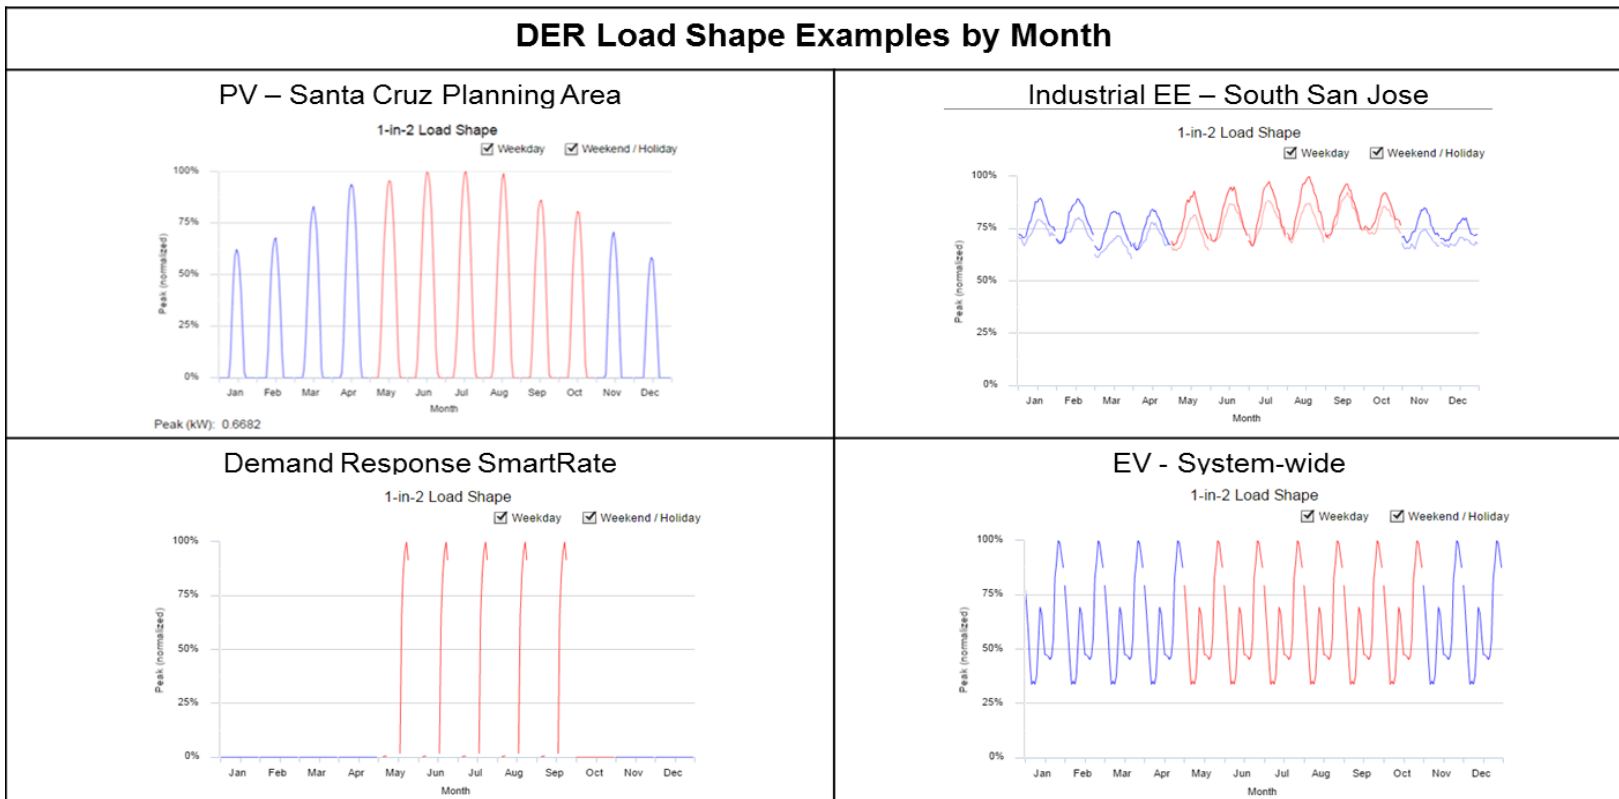 DER Load Shape Examples by Month
PV – Santa Cruz Planning Area
1-in-2 Load Shape
Weekday Weekend / Holiday
100%
75%
50%
25%
0%
Peak (normalized)
Jan Feb Mar Apr May Jun Jul Aug Sep Oct Nov Dec
Month
Peak (kW): 0.6682
Industrial EE – South San Jose
1-in-2 Load Shape
Weekday Weekend / Holiday
100%
75%
50%
25%
0%
Peak (normalized)
Jan Feb Mar Apr May Jun Jul Aug Sep Oct Nov Dec
Month
Demand Response SmartRate
1-in-2 Load Shape
Weekday Weekend / Holiday
100%
75%
50%
25%
0%
Peak (normalized)
Jan Feb Mar Apr May Jun Jul Aug Sep Oct Nov Dec
Month
EV - System-wide
1-in-2 Load Shape
Weekday Weekend / Holiday
100%
75%
50%
25%
0%
Peak (normalized)
Jan Feb Mar Apr May Jun Jul Aug Sep Oct Nov Dec
Month